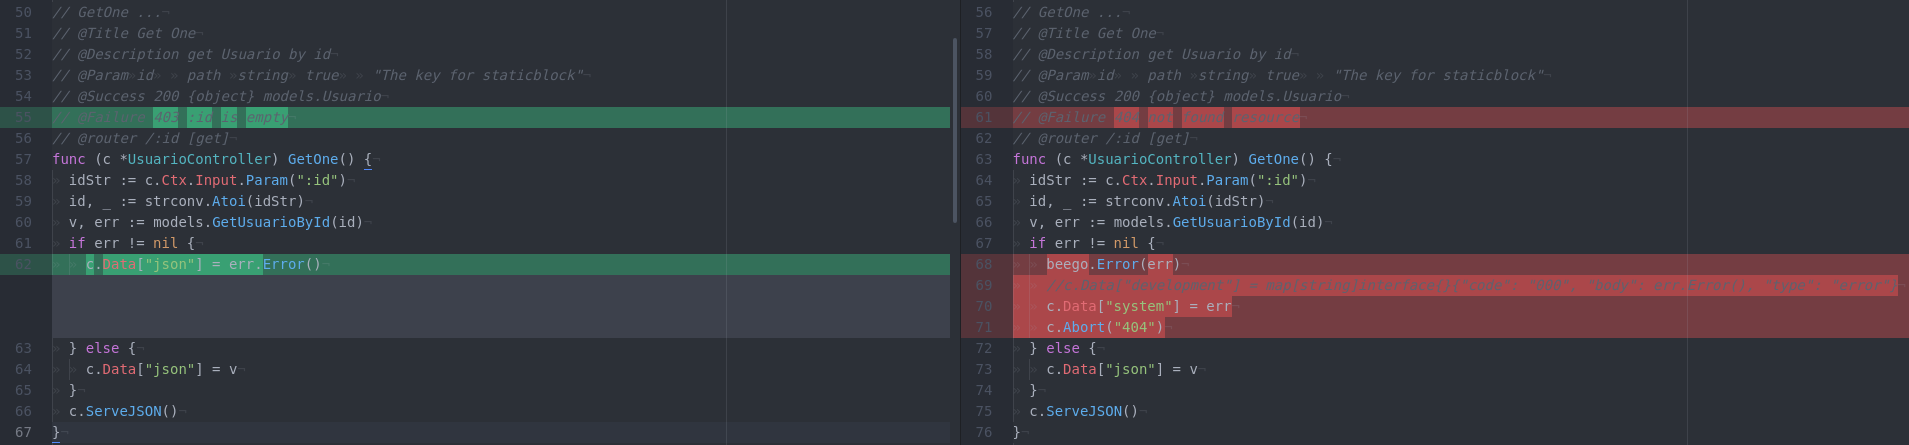 50 // GetOne ...
51 // @Title Get One
52 // @Description get Usuario by id
53 // @Param id path string true "The key for staticblock"
54 // @Success 200 {object} models.Usuario
55 // @Failure 403 :id is empty
56 // @router /:id [get]
57 func (c *UsuarioController) GetOne() {
58 idStr := c.Ctx.Input.Param(":id")
59 id, _ := strconv.Atoi(idStr)
60 v, err := models.GetUsuarioById(id)
61 if err != nil {
62 c.Data["json"] = err.Error()
63 } else {
64 c.Data["json"] = v
65 }
66 c.ServeJSON()
67 }
56 // GetOne ...
57 // @Title Get One
58 // @Description get Usuario by id
59 // @Param id path string true "The key for staticblock"
60 // @Success 200 {object} models.Usuario
61 // @Failure 404 not found resource
62 // @router /:id [get]
63 func (c *UsuarioController) GetOne() {
64 idStr := c.Ctx.Input.Param(":id")
65 id, _ := strconv.Atoi(idStr)
66 v, err := models.GetUsuarioById(id)
67 if err != nil {
68 beego.Error(err)
69
70 c.Data["system"] = err
71 c.Abort("404")
72 } else {
73 c.Data["json"] = v
74 }
75 c.ServeJSON()
76 }